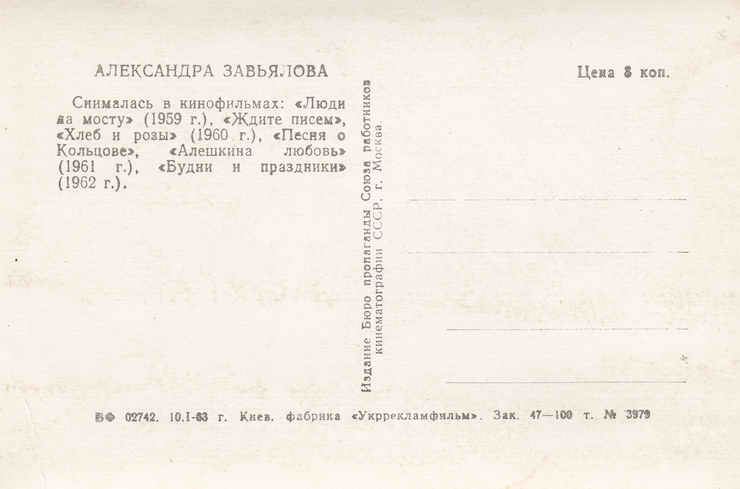 АЛЕКСАНДРА ЗАВЬЯЛОВА
Снималась в кинофильмах: «Люди
на мосту» (1959 г.), «Ждите писем»,
«Хлеб и розы» (1960 г.), «Песня о
Кольцове», «Алешкина любовь»
(1961 г.), «Будни и праздники»
(1962 г.).
Издание Бюро пропаганды Союза работников
кинематографии СССР, г. Москва.
Цена 8 коп.
БФ 02742. 10.I-63 г. Киев. фабрика «Укррекламфильм». Зак. 47—100 т. № 3979